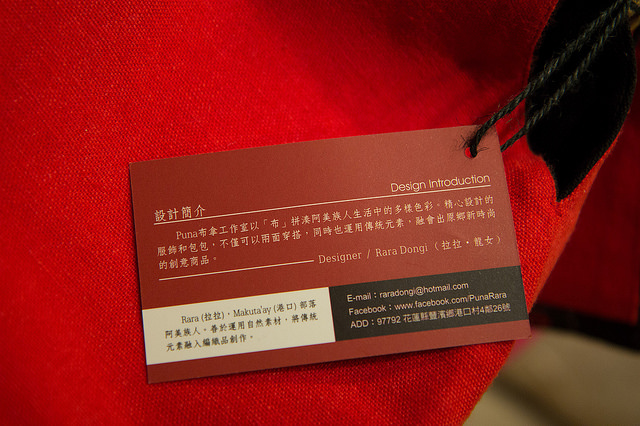 設計簡介
Design Introduction
Puna布拿工作室以「布」拼湊阿美族人生活中的多樣色彩。精心設計的
服飾和包包，不僅可以兩面穿搭，同時也運用傳統元素，融會出原鄉新時尚
的創意商品。
Designer / Rara Dongi （拉拉・龍女）
Rara (拉拉)，Makuta'ay (港口) 部落
阿美族人。善於運用自然素材，將傳統
元素融入編織品創作。
E-mail：raradongi@hotmail.com
Facebook：www.facebook.com/PunaRara
ADD：97792 花蓮縣豐濱鄉港口村4鄰26號